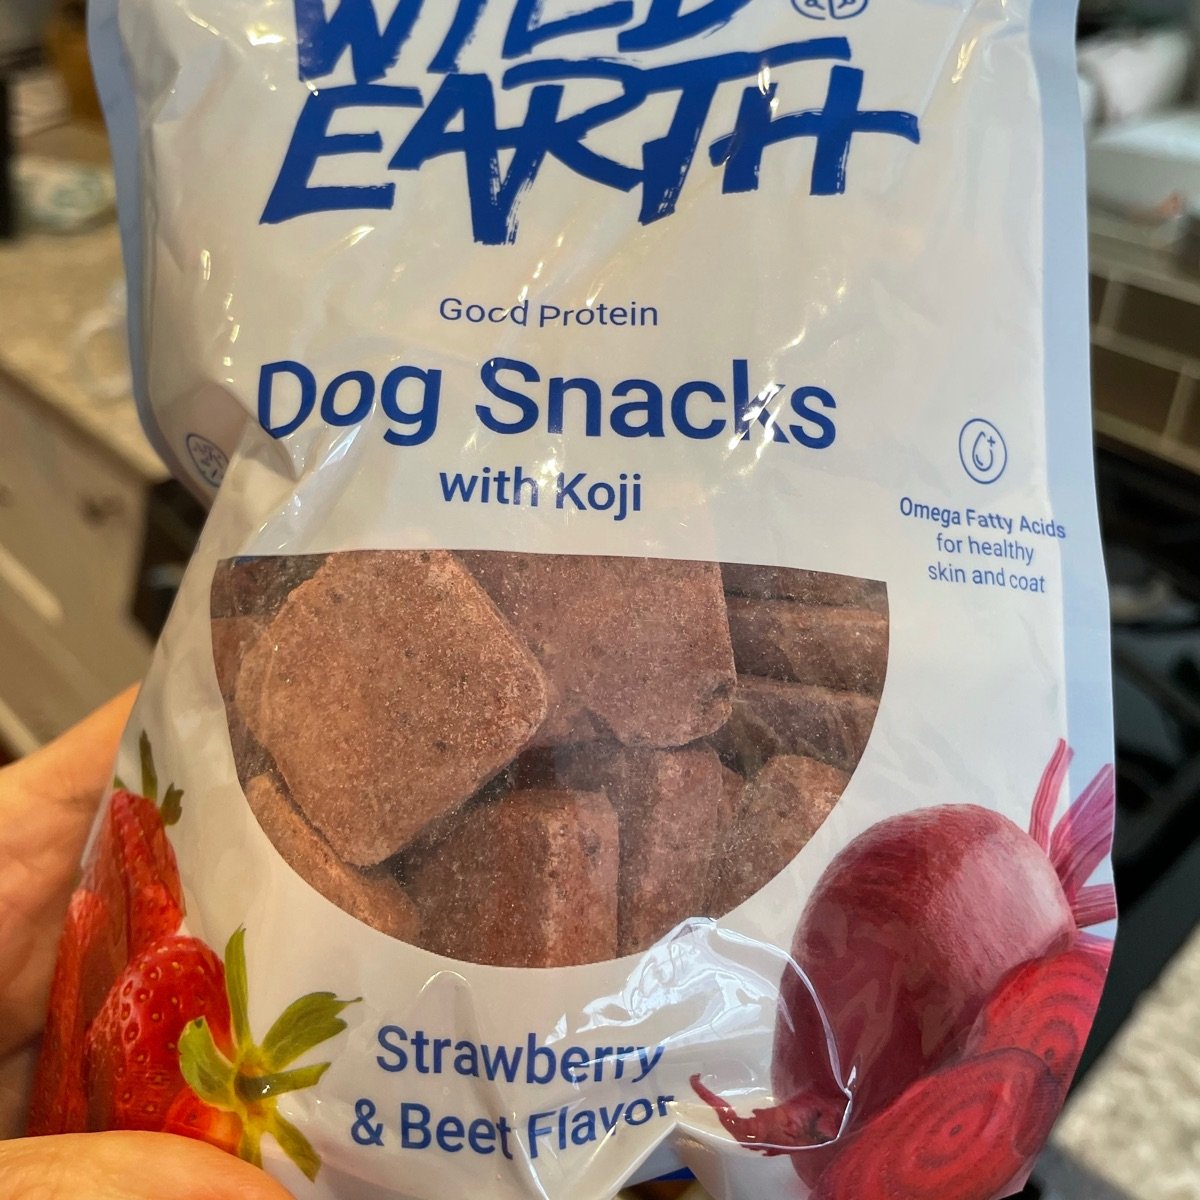 WILD
EARTH
Good Protein
Dog Snacks
with Koji
Omega Fatty Acids
for healthy
skin and coat
Strawberry
& Beet Flavor